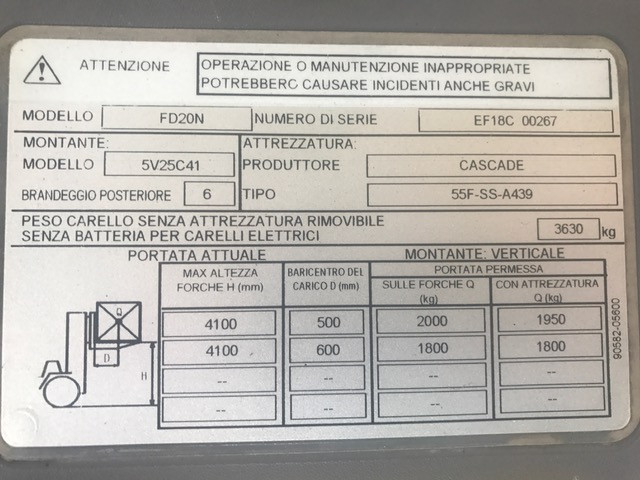 ATTENZIONE
OPERAZIONE O MANUTENZIONE INAPPROPRIATE
POTREBBERO CAUSARE INCIDENTI ANCHE GRAVI
MODELLO FD20N NUMERO DI SERIE EF18C 00267
MONTANTE: ATTREZZATURA:
MODELLO 5V25C41 PRODUTTORE CASCADE
BRANDEGGIO POSTERIORE 6 TIPO 55F-SS-A439
PESO CARELLO SENZA ATTREZZATURA RIMOVIBILE
SENZA BATTERIA PER CARELLI ELETTRICI 3630 kg
PORTATA ATTUALE MONTANTE: VERTICALE
MAX ALTEZZA BARICENTRO DEL PORTATA PERMESSA
FORCHE H (mm) CARICO D (mm) SULLE FORCHE Q CON ATTREZZATURA
(kg) Q (kg)
4100 500 2000 1950
4100 600 1800 1800
-- -- -- --
-- -- -- --
Q
D
H
90582-05600